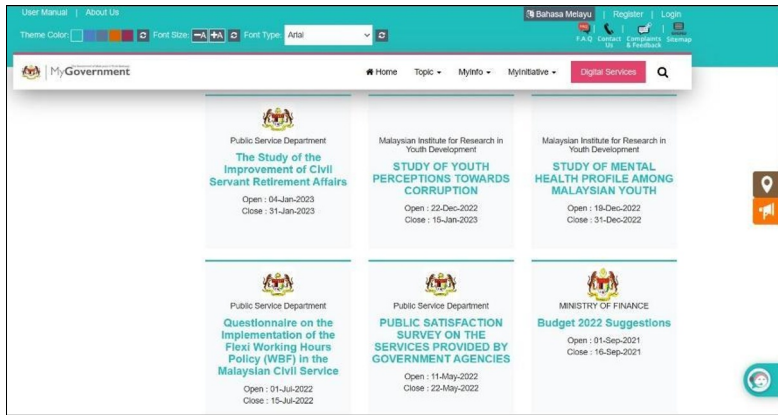 User Manual | About Us
Bahasa Melayu | Register | Login
Theme Color: Font Size: -A +A Font Type: Arial
F.A.Q Contact Us Complaints & Feedback Sitemap
MyGovernment
Home Topic MyInfo MyInitiative Digital Services
Public Service Department
The Study of the
Improvement of Civil
Servant Retirement Affairs
Open : 04-Jan-2023
Close : 31-Jan-2023
Malaysian Institute for Research in
Youth Development
STUDY OF YOUTH
PERCEPTIONS TOWARDS
CORRUPTION
Open : 22-Dec-2022
Close : 15-Jan-2023
Malaysian Institute for Research in
Youth Development
STUDY OF MENTAL
HEALTH PROFILE AMONG
MALAYSIAN YOUTH
Open : 19-Dec-2022
Close : 31-Dec-2022
Public Service Department
Questionnaire on the
Implementation of the
Flexi Working Hours
Policy (WBF) in the
Malaysian Civil Service
Open : 01-Jul-2022
Close : 15-Jul-2022
Public Service Department
PUBLIC SATISFACTION
SURVEY ON THE
SERVICES PROVIDED BY
GOVERNMENT AGENCIES
Open : 11-May-2022
Close : 22-May-2022
MINISTRY OF FINANCE
Budget 2022 Suggestions
Open : 01-Sep-2021
Close : 16-Sep-2021